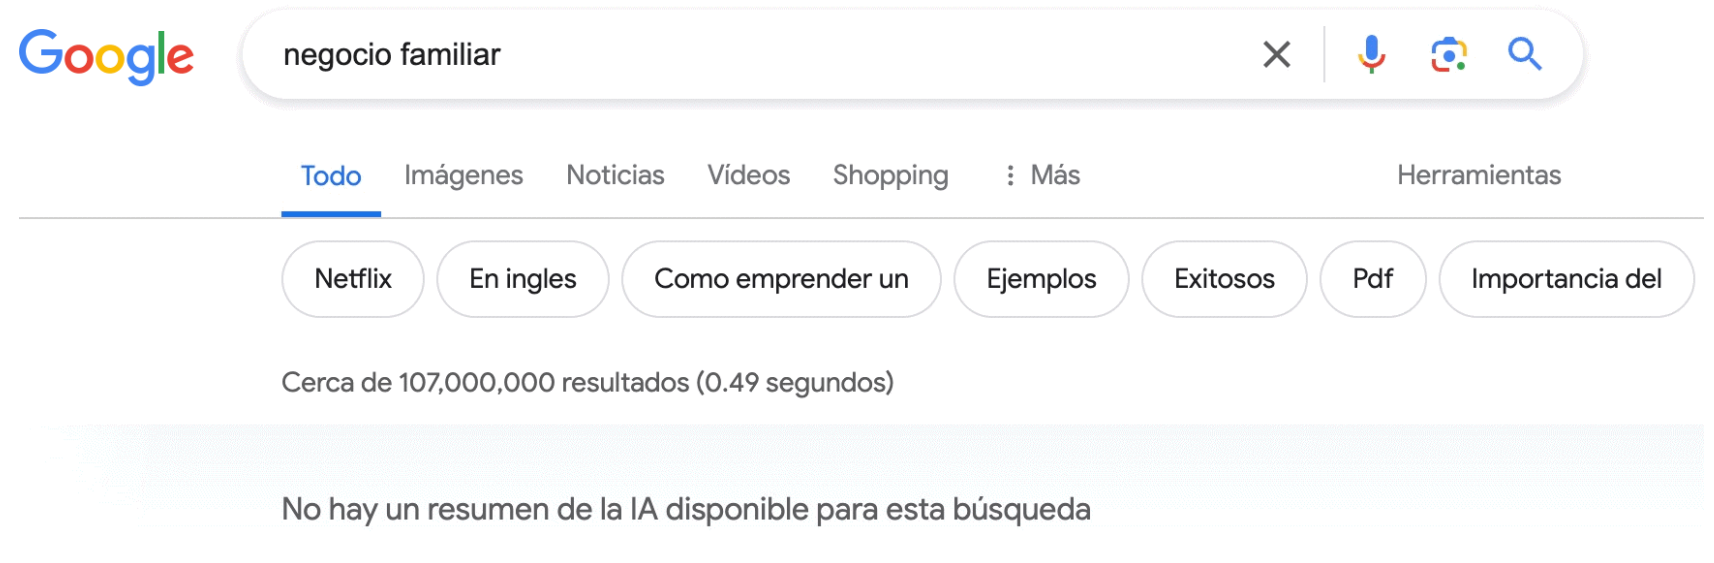 Google negocio familiar
Todo Imágenes Noticias Vídeos Shopping Más Herramientas
Netflix En ingles Como emprender un Ejemplos Exitosos Pdf Importancia del
Cerca de 107,000,000 resultados (0.49 segundos)
No hay un resumen de la IA disponible para esta búsqueda